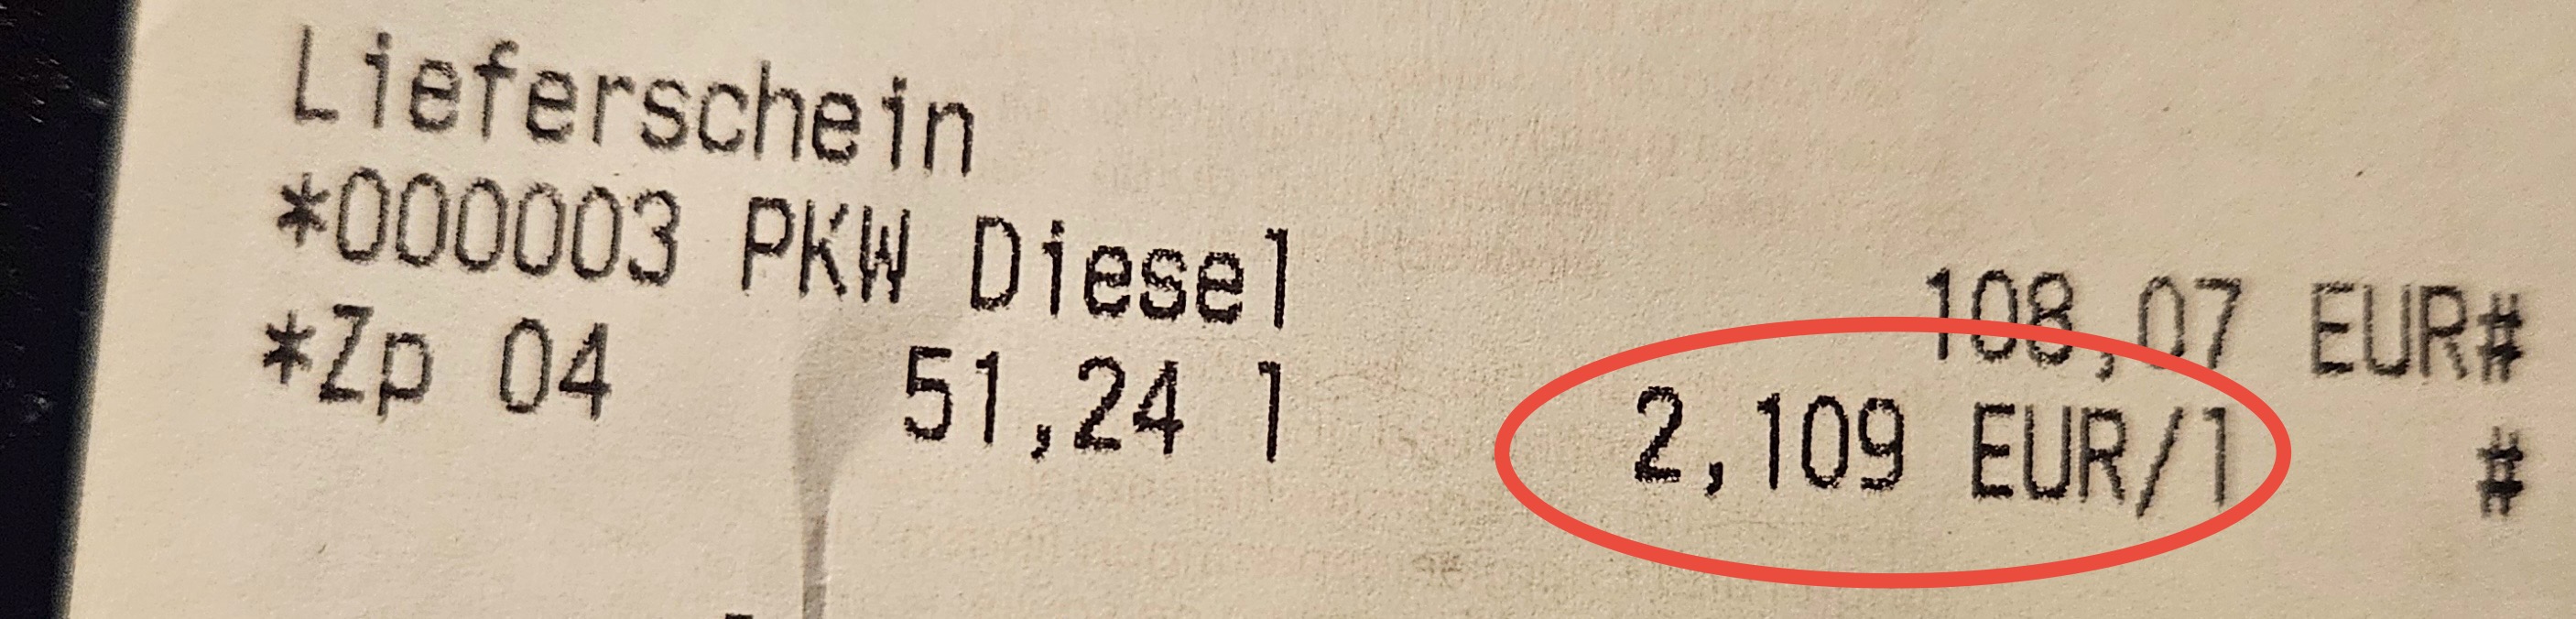 Lieferschein
*000003 PKW Diesel 108,07 EUR#
*Zp 04 51,24 l 2,109 EUR/l #